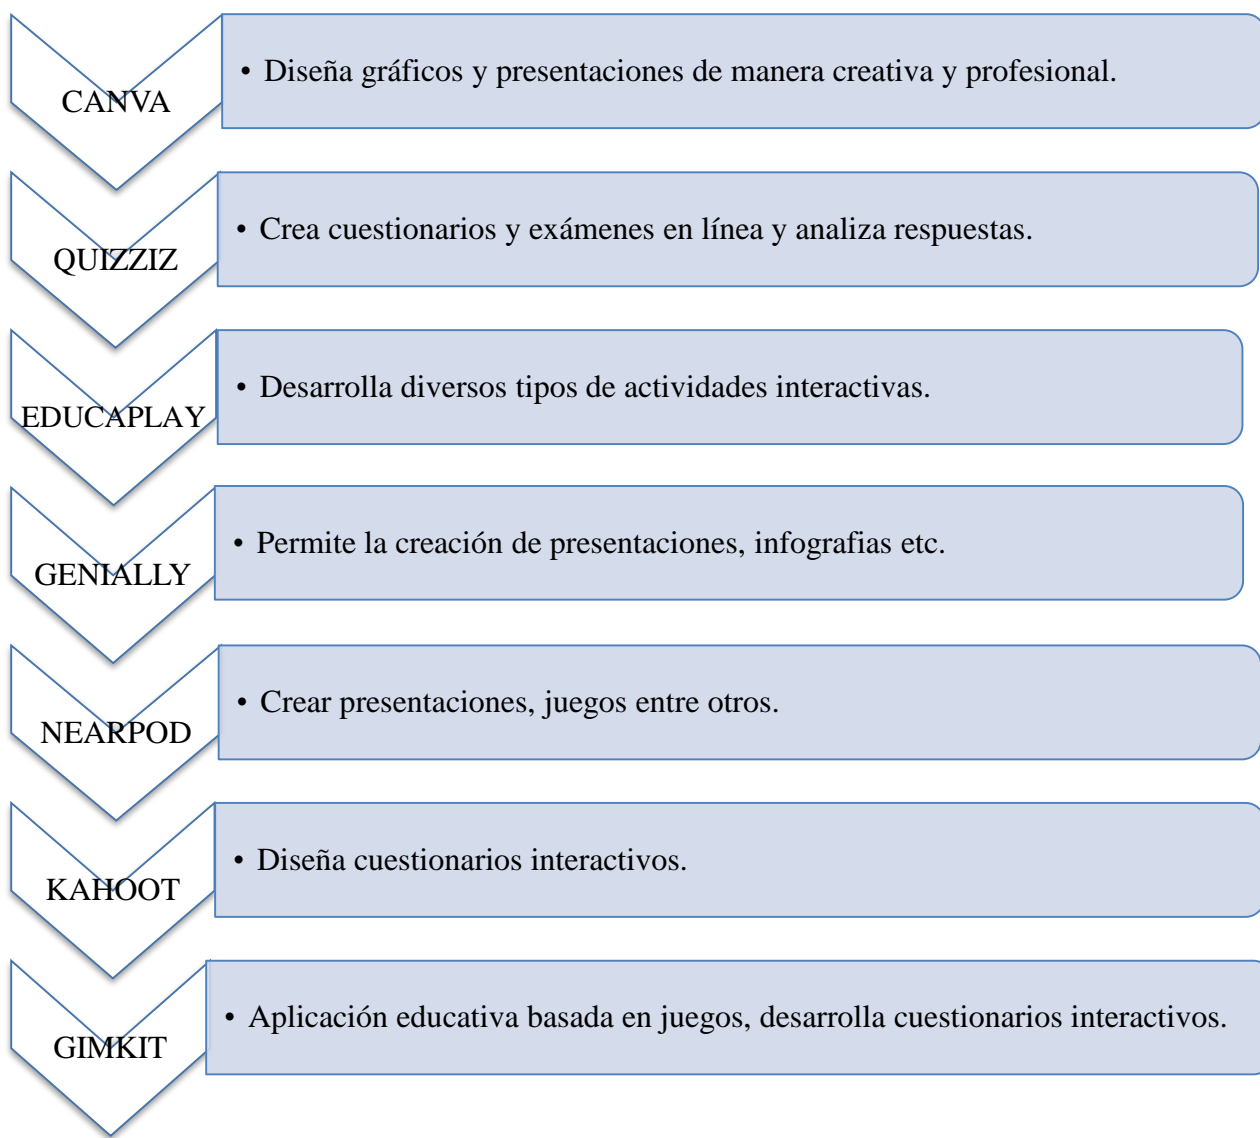 CANVA
• Diseña gráficos y presentaciones de manera creativa y profesional.
QUIZZIZ
• Crea cuestionarios y exámenes en línea y analiza respuestas.
EDUCAPLAY
• Desarrolla diversos tipos de actividades interactivas.
GENIALLY
• Permite la creación de presentaciones, infografias etc.
NEARPOD
• Crear presentaciones, juegos entre otros.
KAHOOT
• Diseña cuestionarios interactivos.
GIMKIT
• Aplicación educativa basada en juegos, desarrolla cuestionarios interactivos.